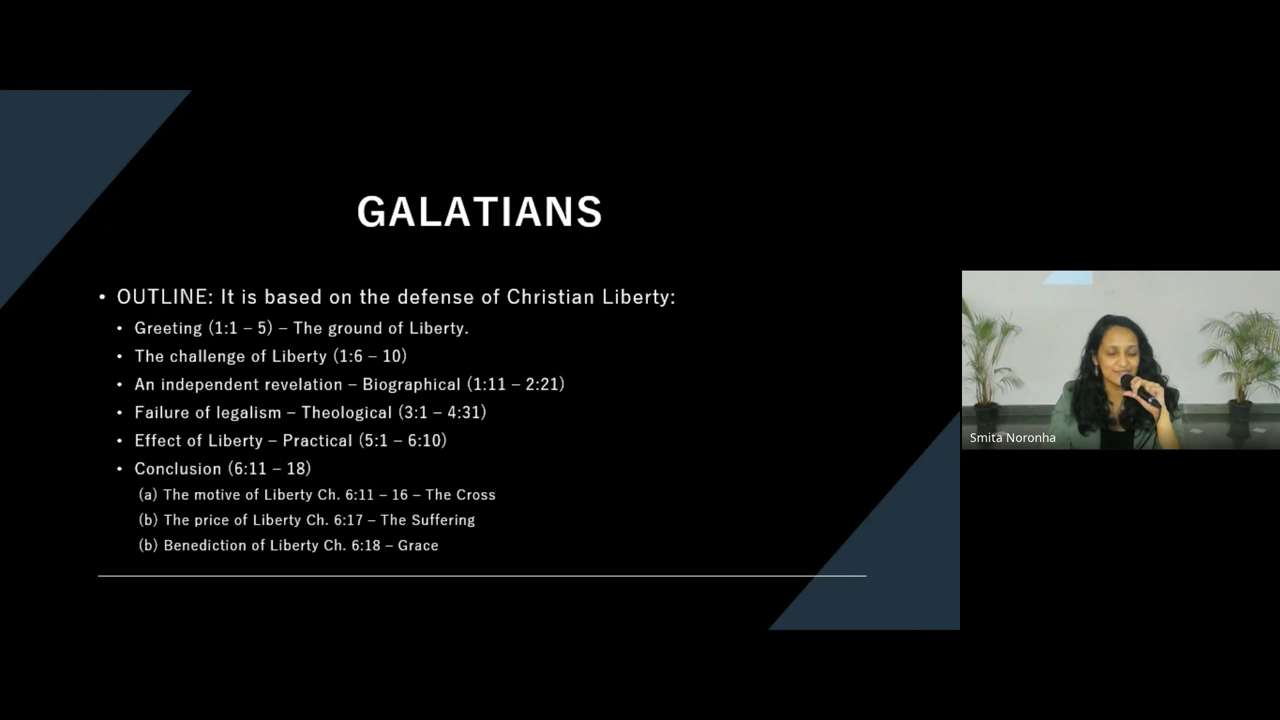 GALATIANS
• OUTLINE: It is based on the defense of Christian Liberty:
• Greeting (1:1 – 5) – The ground of Liberty.
• The challenge of Liberty (1:6 – 10)
• An independent revelation – Biographical (1:11 – 2:21)
• Failure of legalism – Theological (3:1 – 4:31)
• Effect of Liberty – Practical (5:1 – 6:10)
• Conclusion (6:11 – 18)
(a) The motive of Liberty Ch. 6:11 – 16 – The Cross
(b) The price of Liberty Ch. 6:17 – The Suffering
(b) Benediction of Liberty Ch. 6:18 – Grace
Smita Noronha